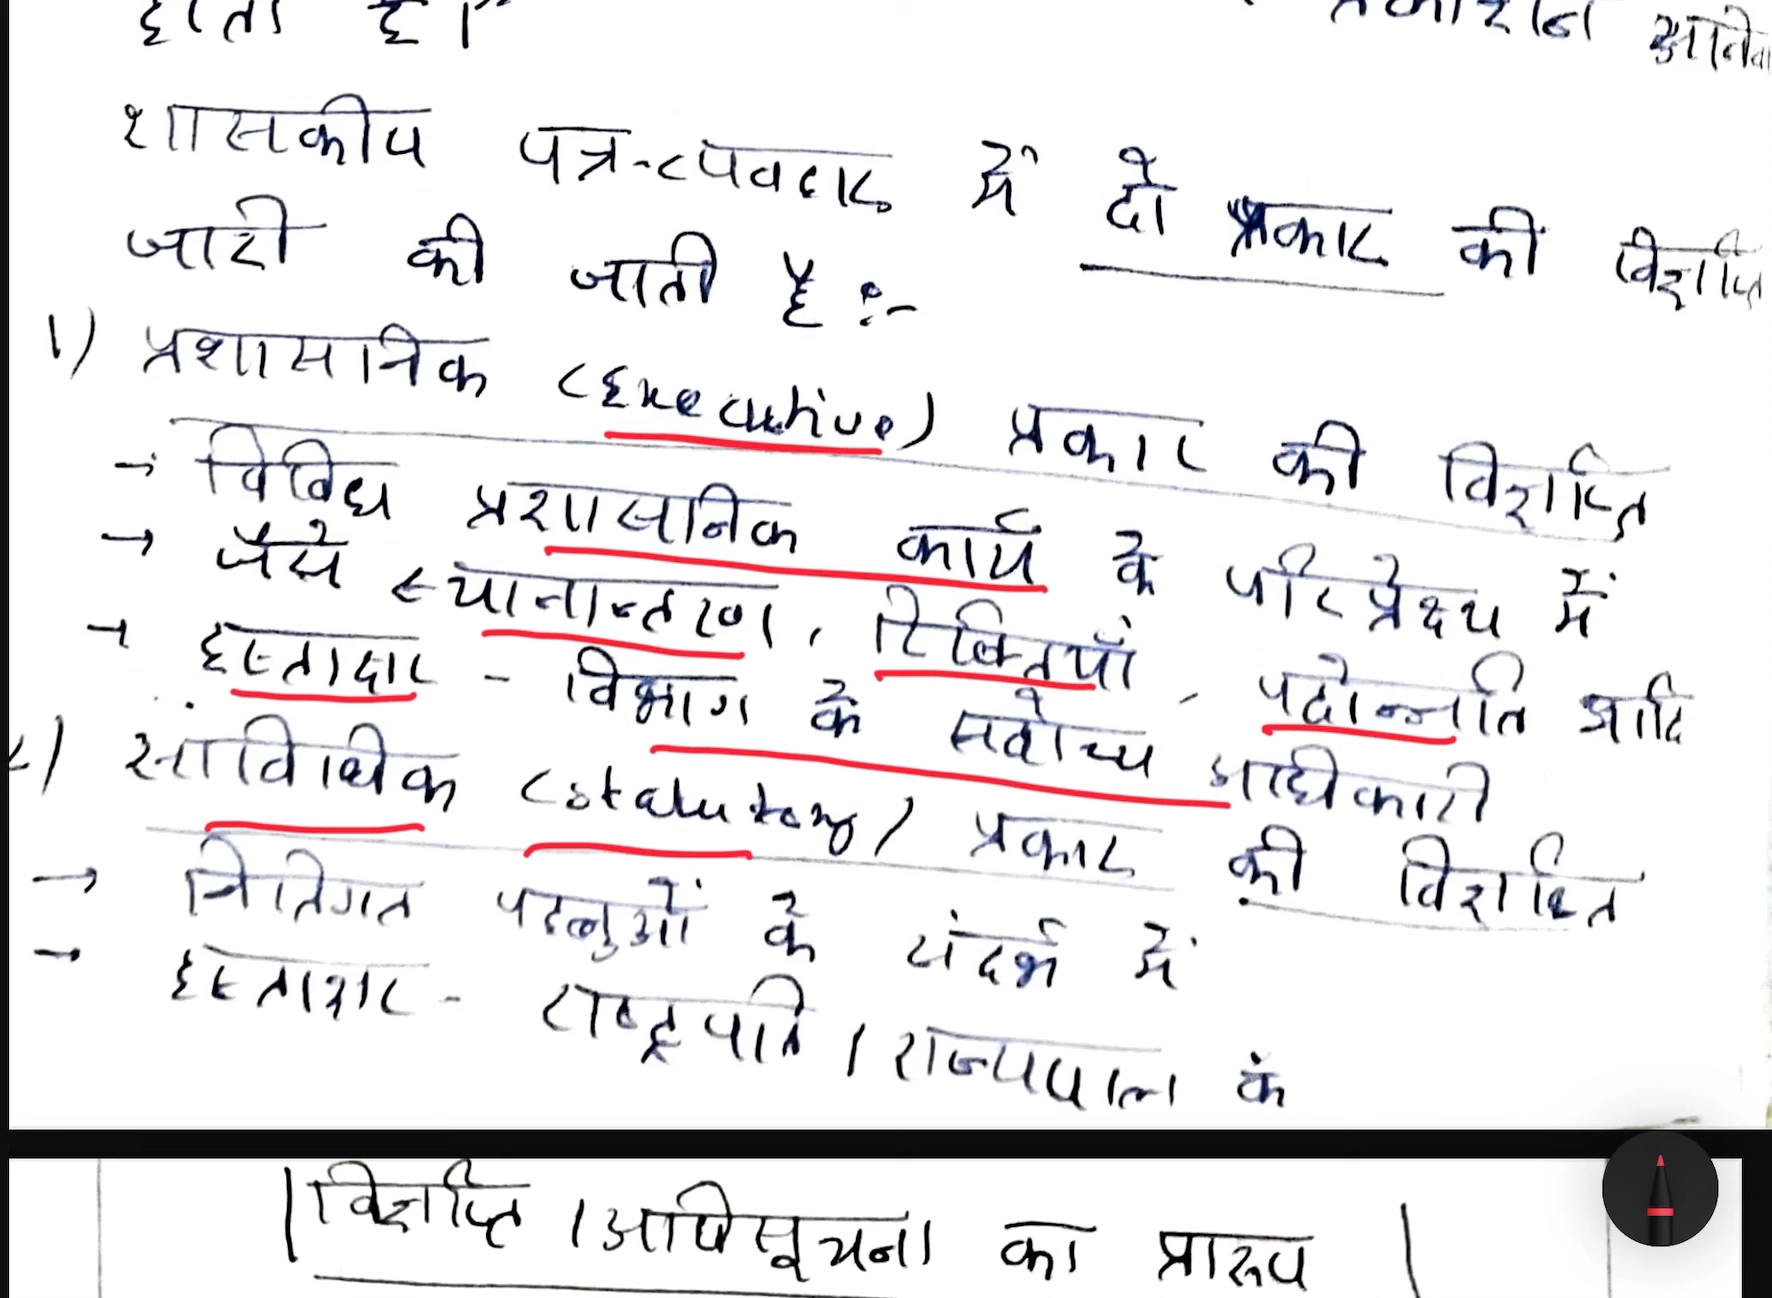 होता है।
शासकीय पत्र-व्यवहार में दो प्रकार की विज्ञप्ति
जारी की जाती है :-
1) प्रशासनिक (Executive) प्रकार की विज्ञप्ति
→ विविध प्रशासनिक कार्य के परिप्रेक्ष्य में
→ जैसे स्थानान्तरण, रिक्तियाँ, पदोन्नति आदि
→ हस्ताक्षर - विभाग के सर्वोच्च अधिकारी
2) सांविधिक (Statutory) प्रकार की विज्ञप्ति
→ नितिगत पहलुओं के संदर्भ में
→ हस्ताक्षर - राष्ट्रपति / राज्यपाल के
विज्ञप्ति / अधिसूचना का प्रारूप